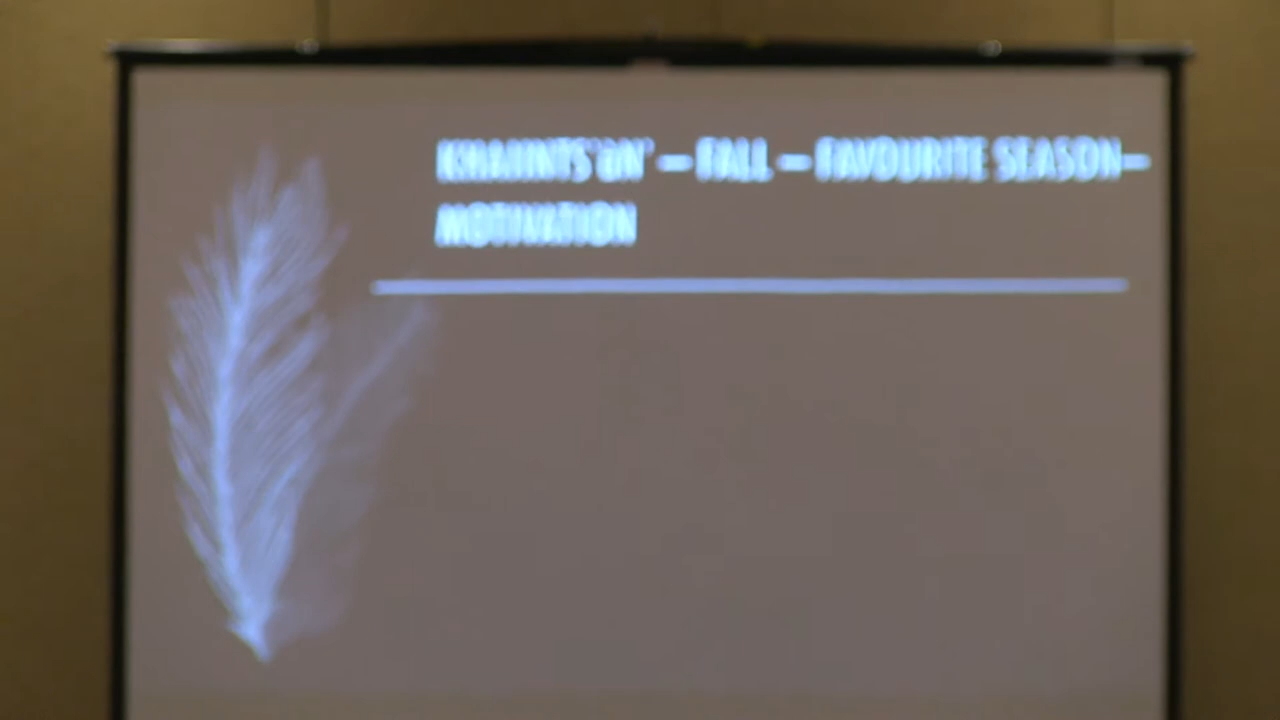 — FALL — FAVOURITE SEASON—
MOTIVATION